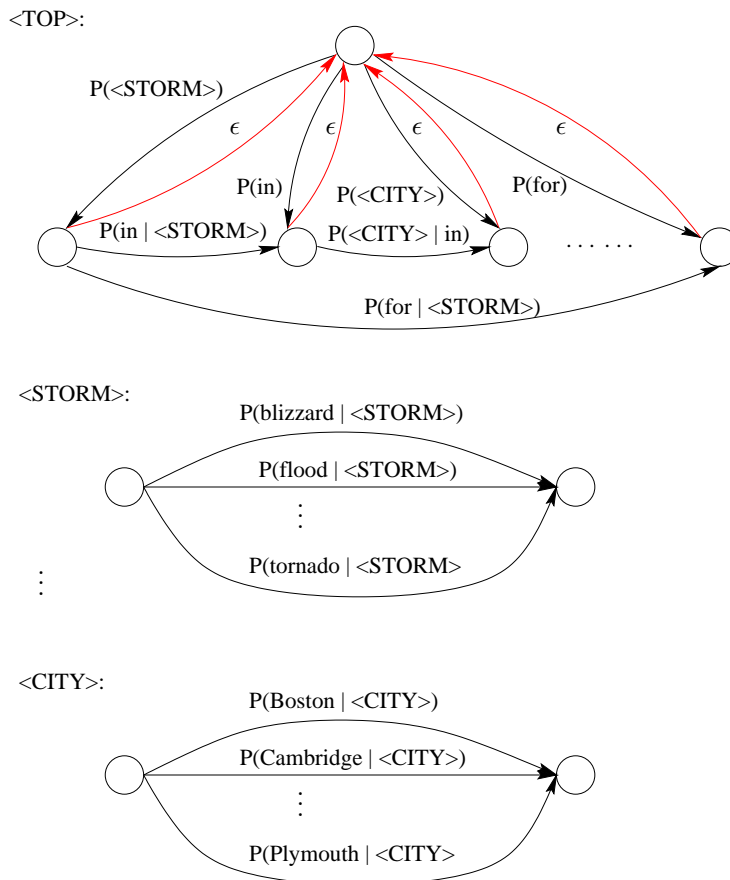 <TOP>:
P(<STORM>)
ϵ ϵ ϵ ϵ
P(in) P(<CITY>) P(for)
P(in | <STORM>) P(<CITY> | in) ... ...
P(for | <STORM>)
<STORM>:
P(blizzard | <STORM>)
P(flood | <STORM>)
⋮
P(tornado | <STORM>
⋮
<CITY>:
P(Boston | <CITY>)
P(Cambridge | <CITY>)
⋮
P(Plymouth | <CITY>